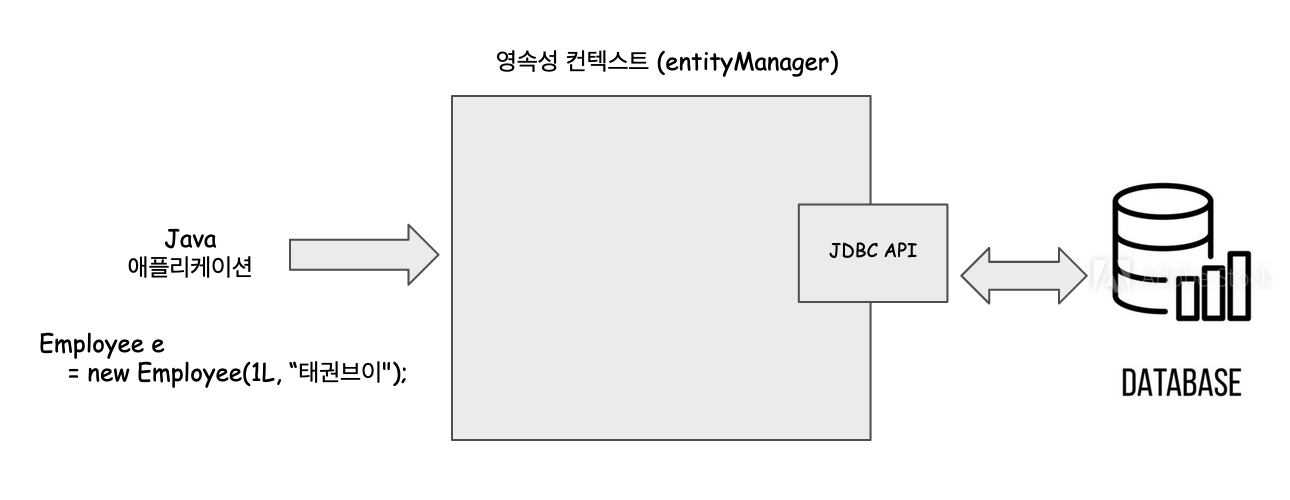 영속성 컨텍스트 (entityManager)
Java
애플리케이션
JDBC API
Employee e
= new Employee(1L, “태권브이");
Adobe Stock
DATABASE